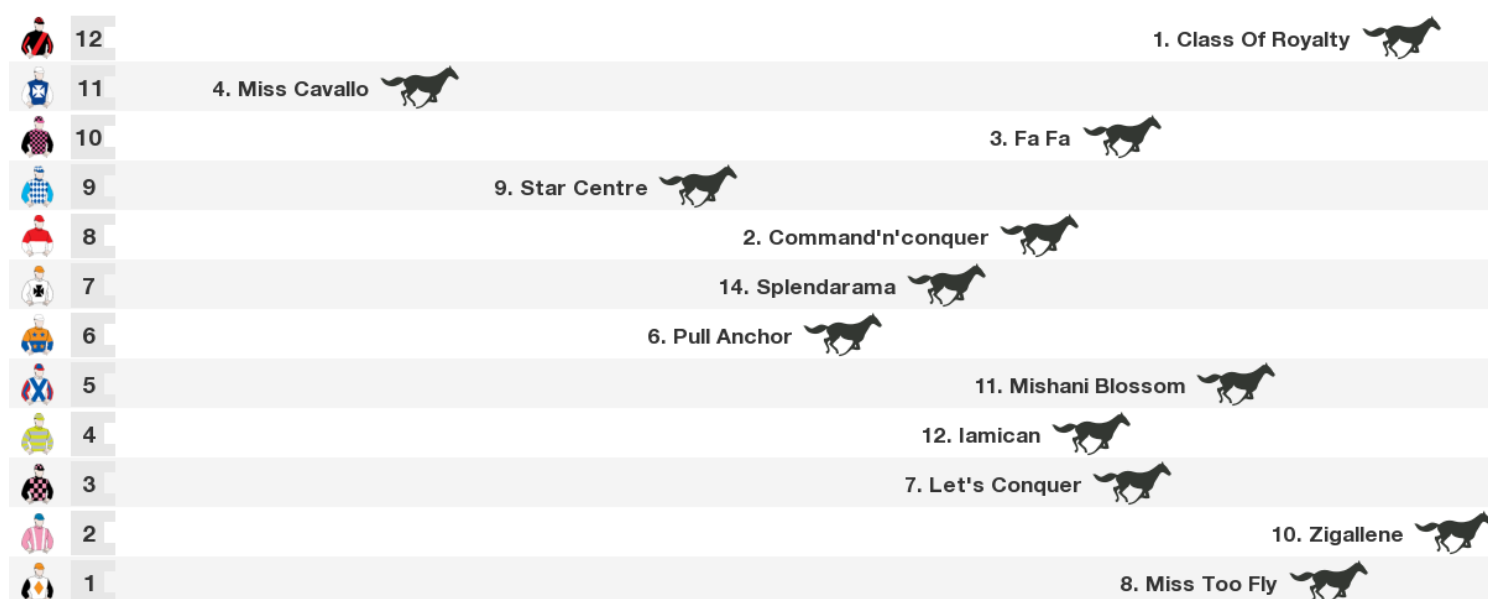 12 1. Class Of Royalty
11 4. Miss Cavallo
10 3. Fa Fa
9 9. Star Centre
8 2. Command'n'conquer
7 14. Splendarama
6 6. Pull Anchor
5 11. Mishani Blossom
4 12. Iamican
3 7. Let's Conquer
2 10. Zigallene
1 8. Miss Too Fly